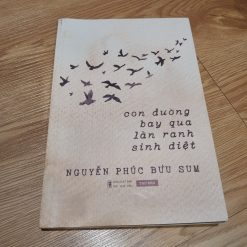 con đường
bay qua
lằn ranh
sinh diệt
NGUYỄN PHÚC BỬU SUM